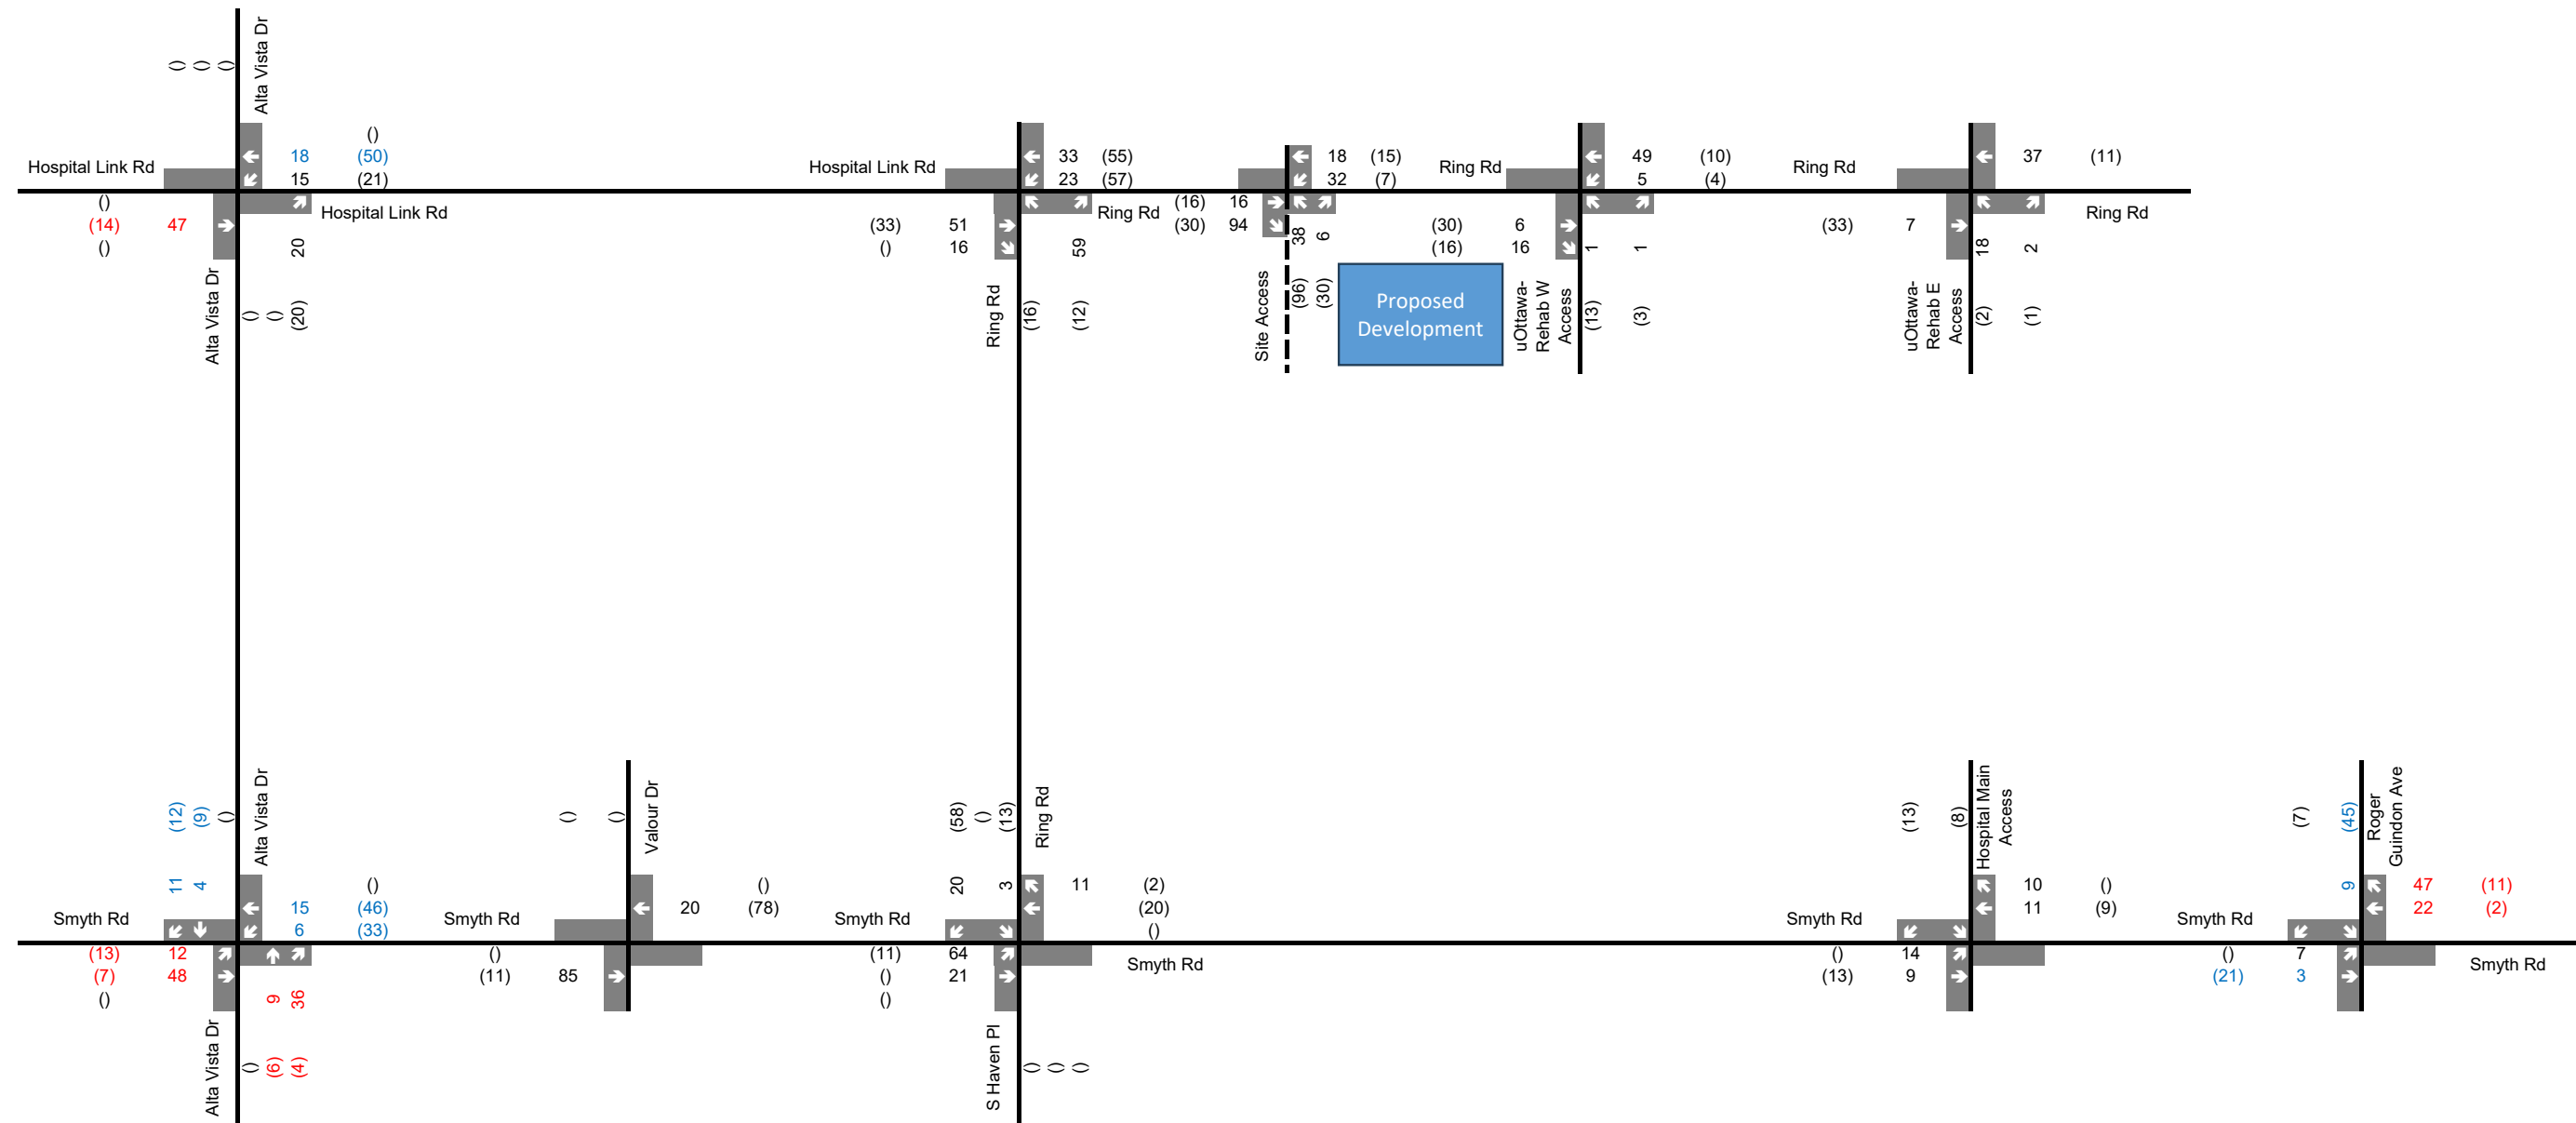 Alta Vista Dr
() () ()
Hospital Link Rd
()
18 (50)
15 (21)
()
(14) 47
()
Hospital Link Rd
20
() () (20)
Alta Vista Dr
Hospital Link Rd
33 (55)
23 (57)
(33) 51
() 16
Ring Rd
59
(16) (12)
Ring Rd
18 (15)
32 (7)
(16) 16
(30) 94
38 6
(96) (30)
Site Access
Proposed
Development
Ring Rd
49 (10)
5 (4)
(30) 6
(16) 16
1 1
(13) (3)
uOttawa-
Rehab W
Access
Ring Rd
37 (11)
(33) 7
Ring Rd
18 2
(2) (1)
uOttawa-
Rehab E
Access
Alta Vista Dr
(12) (9) ()
11 4
Smyth Rd
()
15 (46)
6 (33)
(13) 12
(7) 48
()
9 36
() (6) (4)
Alta Vista Dr
Valour Dr
() ()
Smyth Rd
()
20 (78)
()
(11) 85
Ring Rd
(58) () (13)
20 3
Smyth Rd
11 (2)
(20)
()
(11) 64
() 21
()
Smyth Rd
S Haven Pl
() () ()
Hospital Main
Access
(13) (8)
Smyth Rd
10 ()
11 (9)
() 14
(13) 9
Roger
Guindon Ave
(7) (45)
9
Smyth Rd
47 (11)
22 (2)
() 7
(21) 3
Smyth Rd